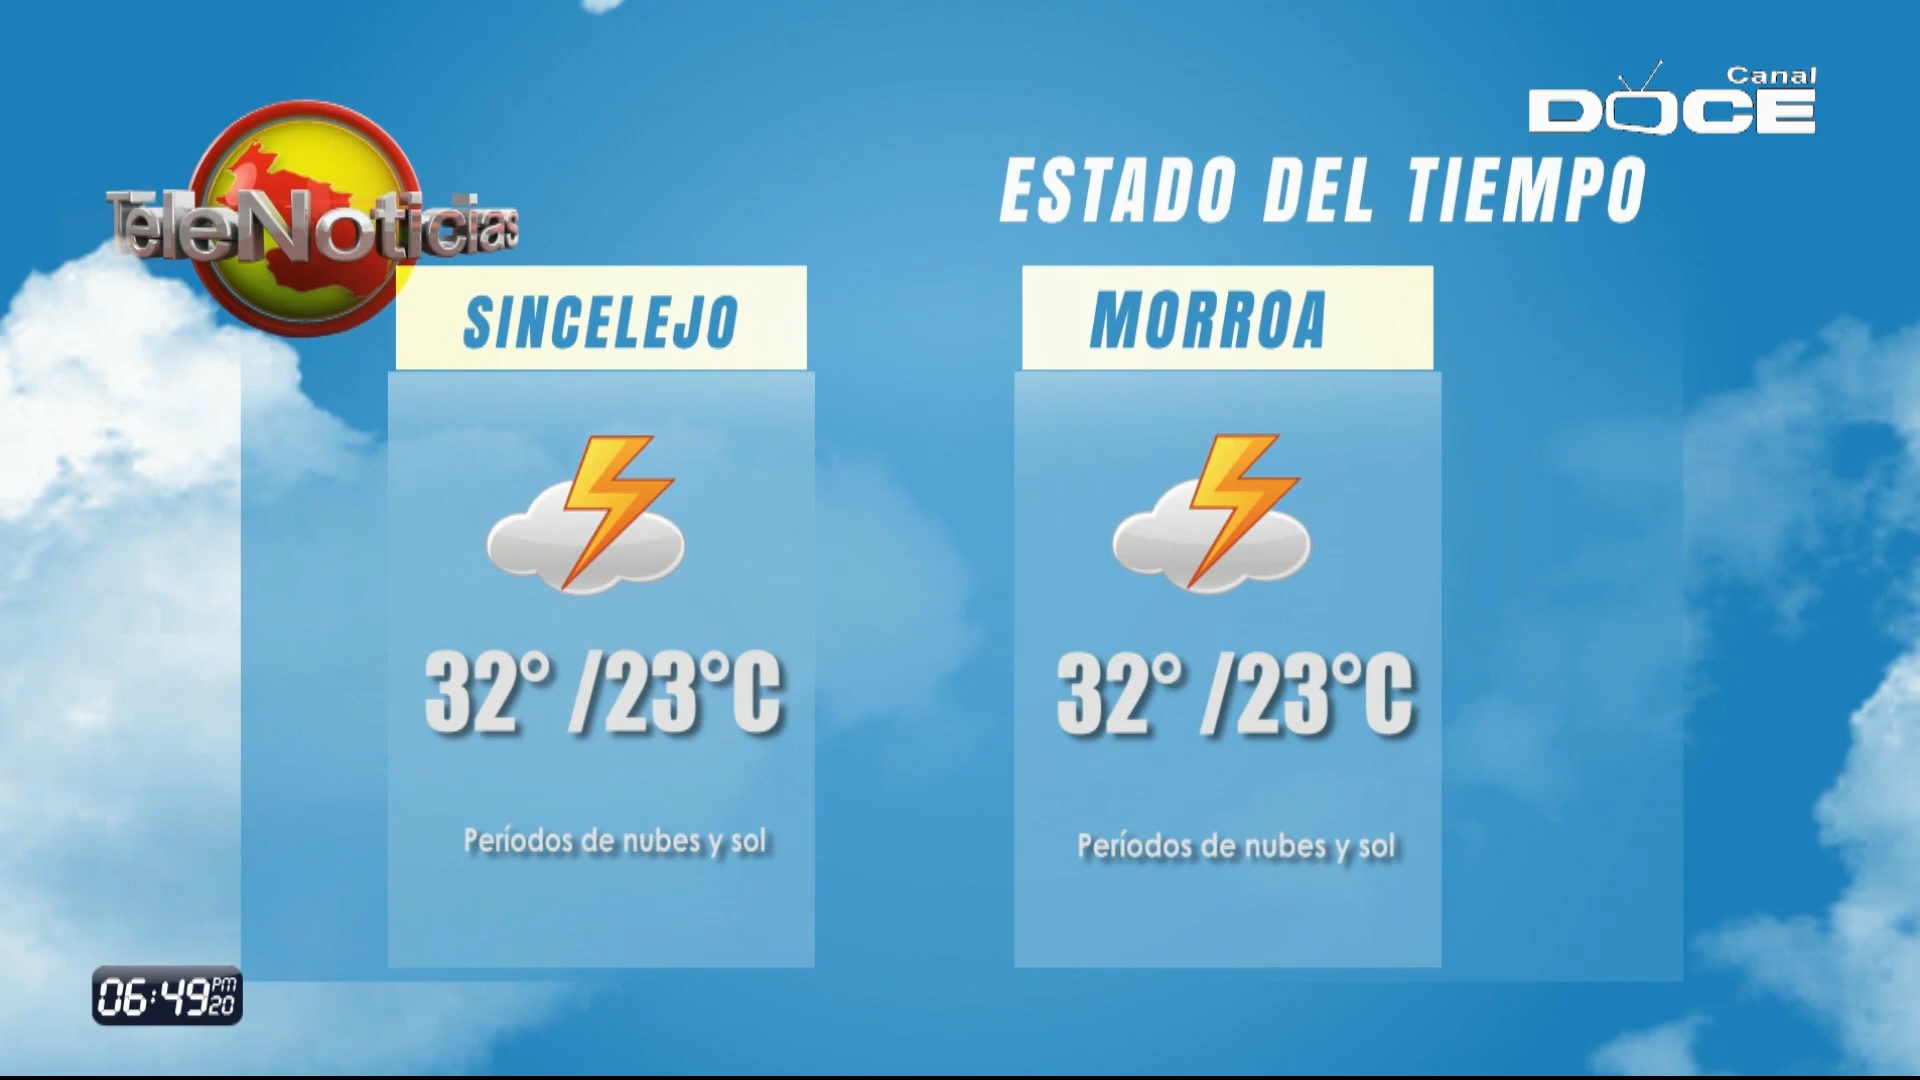 Canal
DOCE
TeleNoticias
ESTADO DEL TIEMPO
SINCELEJO
MORROA
32° /23°C
32° /23°C
Períodos de nubes y sol
Períodos de nubes y sol
06:49 PM
20